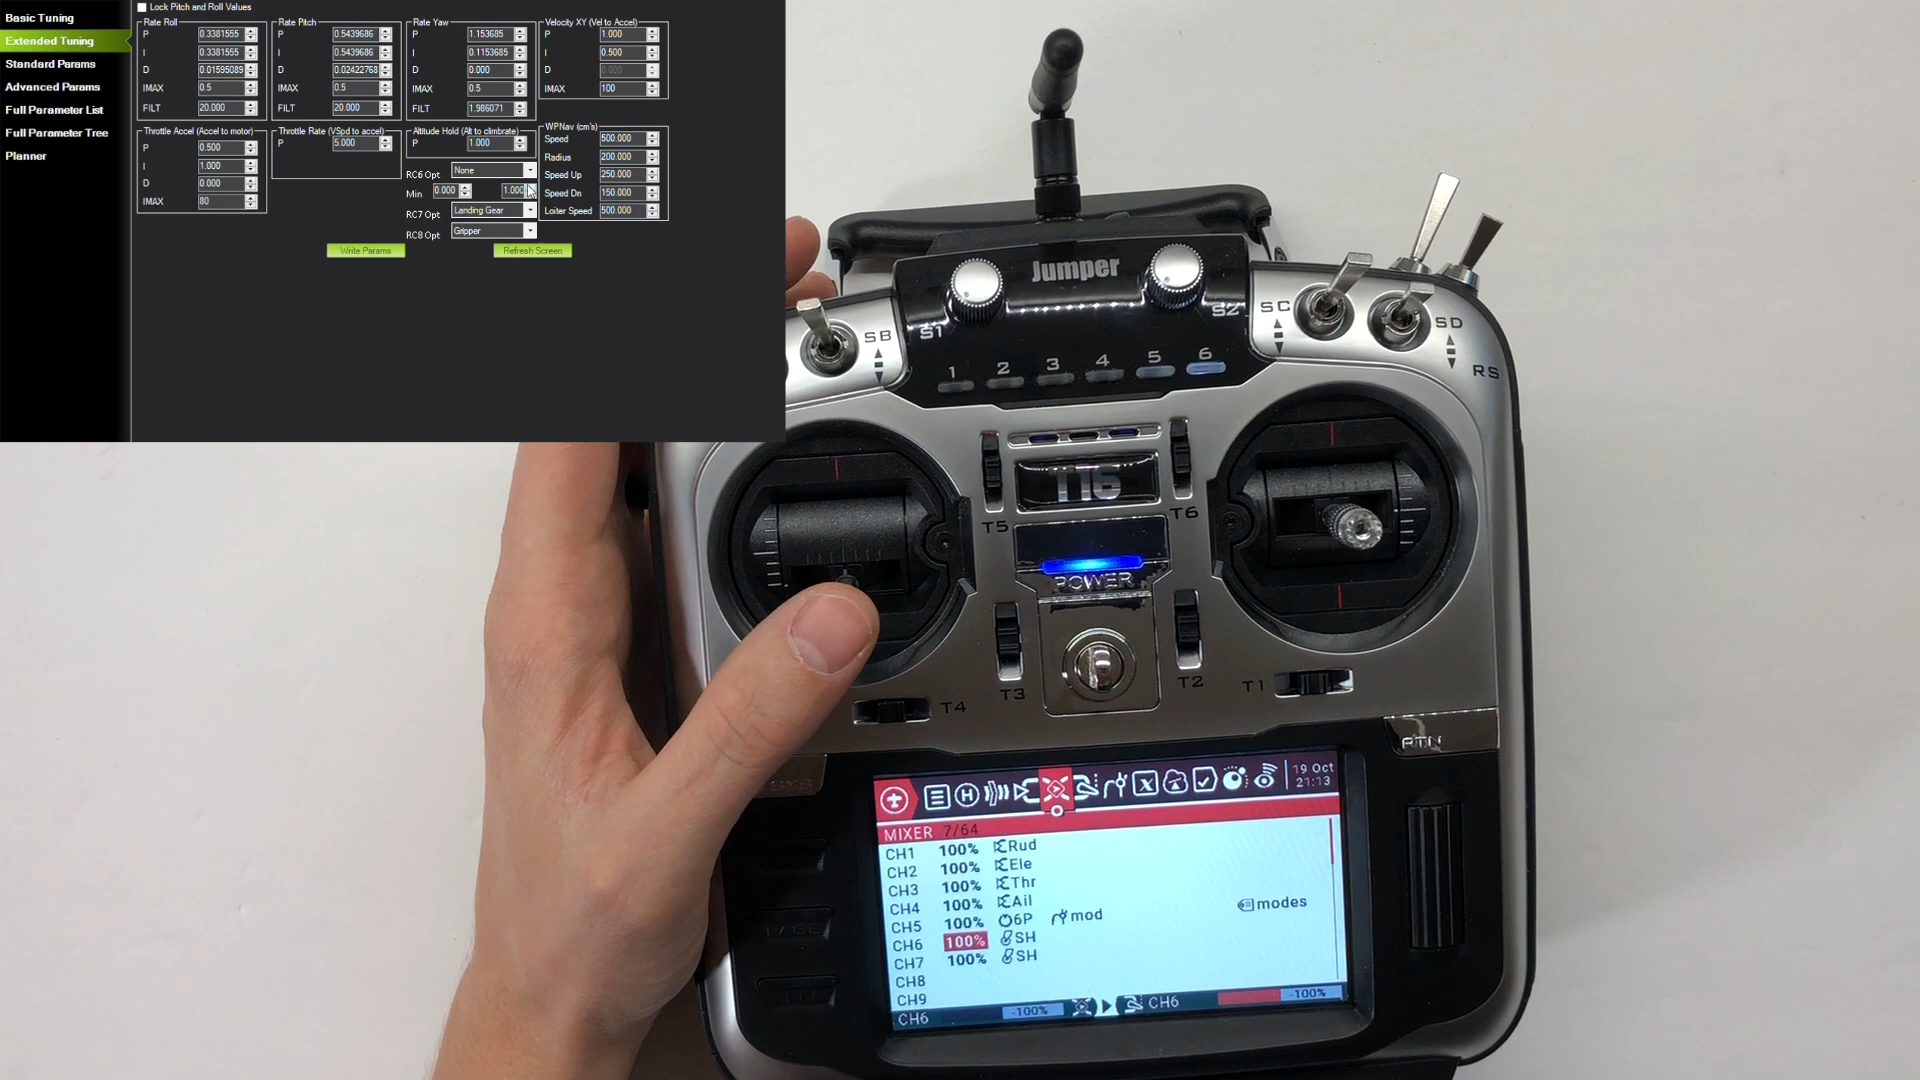 Basic Tuning
Extended Tuning
Standard Params
Advanced Params
Full Parameter List
Full Parameter Tree
Planner
Lock Pitch and Roll Values
Rate Roll
P 0.3381555
I 0.3381555
D 0.01595089
IMAX 0.5
FILT 20.000
Rate Pitch
P 0.5439686
I 0.5439686
D 0.02422768
IMAX 0.5
FILT 20.000
Rate Yaw
P 1.153685
I 0.1153685
D 0.000
IMAX 0.5
FILT 1.986071
Velocity XY (Vel to Accel)
P 1.000
I 0.500
D 0.000
IMAX 100
Throttle Accel (Accel to motor)
P 0.500
I 1.000
D 0.000
IMAX 80
Throttle Rate (VSpd to accel)
P 5.000
Altitude Hold (Alt to climbrate)
P 1.000
RC6 Opt None
Min 0.000 1.000
RC7 Opt Landing Gear
RC8 Opt Gripper
WPNav (cm's)
Speed 500.000
Radius 200.000
Speed Up 250.000
Speed Dn 150.000
Loiter Speed 500.000
Write Params
Refresh Screen
Jumper
S1
S2
SB
SC
SD
RS
1 2 3 4 5 6
T16
T5
T6
POWER
T3
T2
T1
T4
RTN
19 Oct
21:13
MIXER 7/64
CH1 100% Rud
CH2 100% Ele
CH3 100% Thr
CH4 100% Ail
CH5 100% 6P mod modes
CH6 100% SH
CH7 100% SH
CH8
CH9
CH6 -100% CH6 -100%